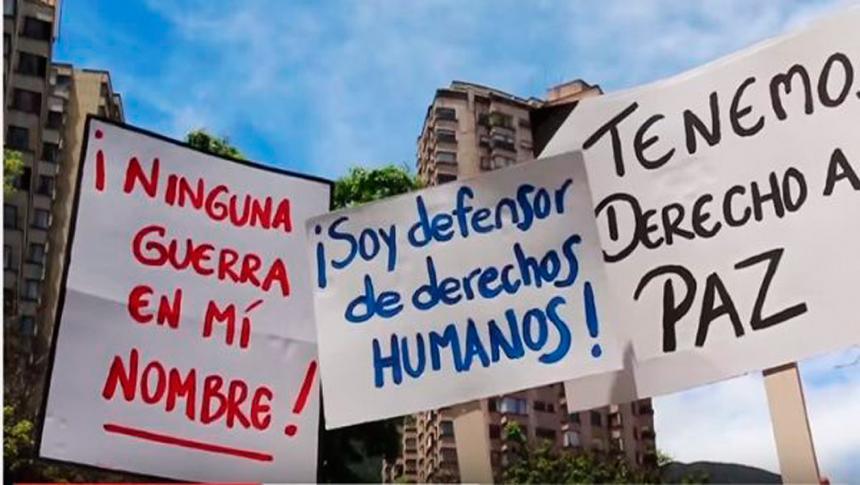 ¡NINGUNA
GUERRA
EN MÍ
NOMBRE!
¡Soy defensor
de derechos
HUMANOS!
TENEMOS
DERECHO A
PAZ